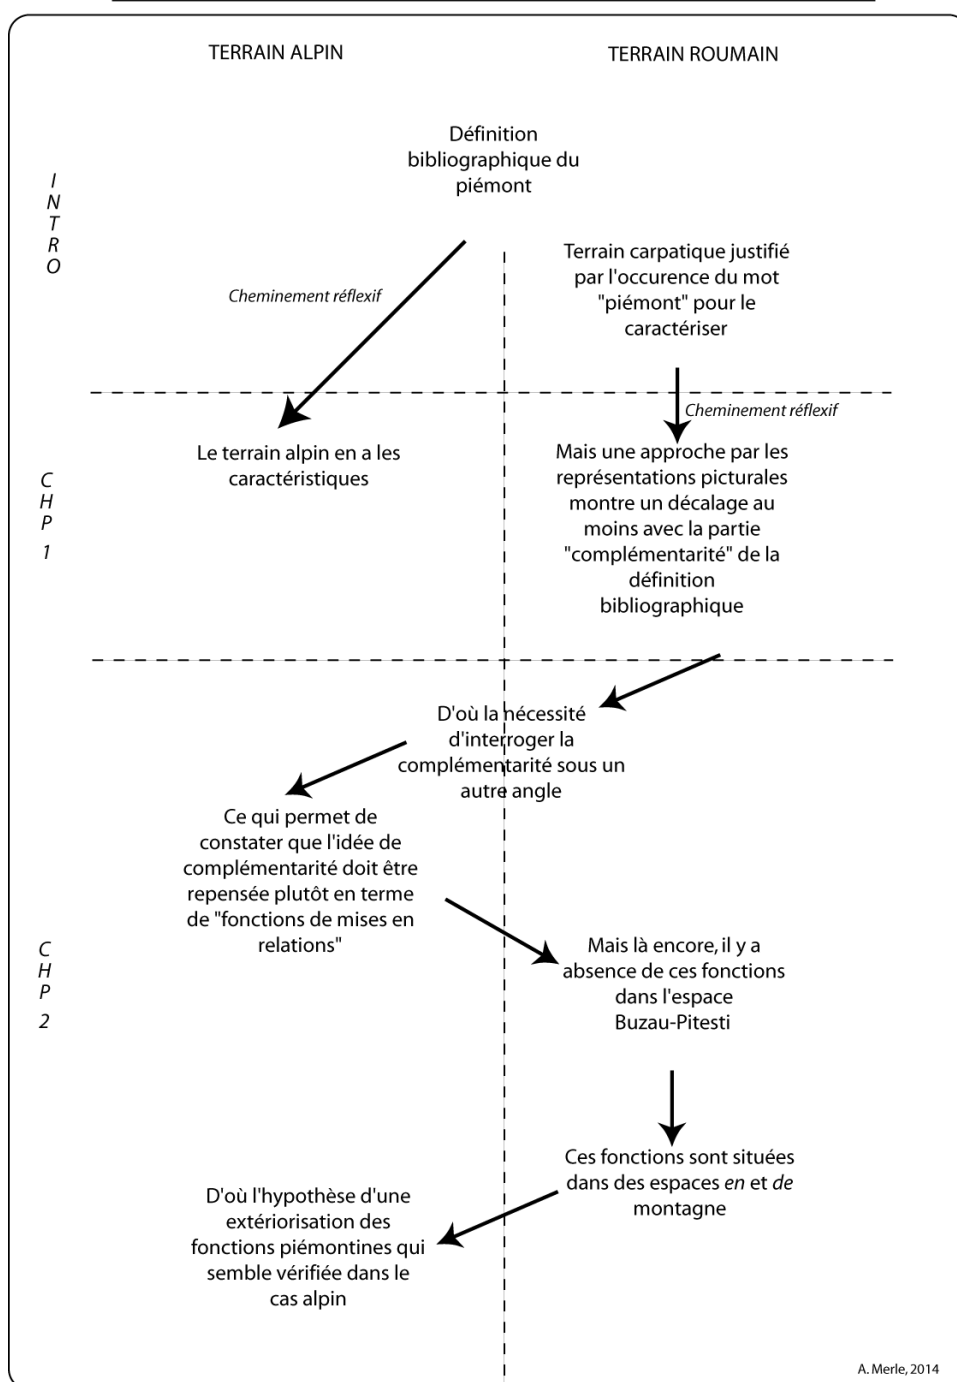 TERRAIN ALPIN
TERRAIN ROUMAIN
INTRO
Définition
bibliographique du
piémont
Cheminement réflexif
Terrain carpatique justifié
par l'occurence du mot
"piémont" pour le
caractériser
Cheminement réflexif
CHP 1
Le terrain alpin en a les
caractéristiques
Mais une approche par les
représentations picturales
montre un décalage au
moins avec la partie
"complémentarité" de la
définition
bibliographique
CHP 2
D'où la nécessité
d'interroger la
complémentarité sous un
autre angle
Ce qui permet de
constater que l'idée de
complémentarité doit être
repensée plutôt en terme
de "fonctions de mises en
relations"
Mais là encore, il y a
absence de ces fonctions
dans l'espace
Buzau-Pitesti
Ces fonctions sont situées
dans des espaces en et de
montagne
D'où l'hypothèse d'une
extériorisation des
fonctions piémontines qui
semble vérifiée dans le
cas alpin
A. Merle, 2014